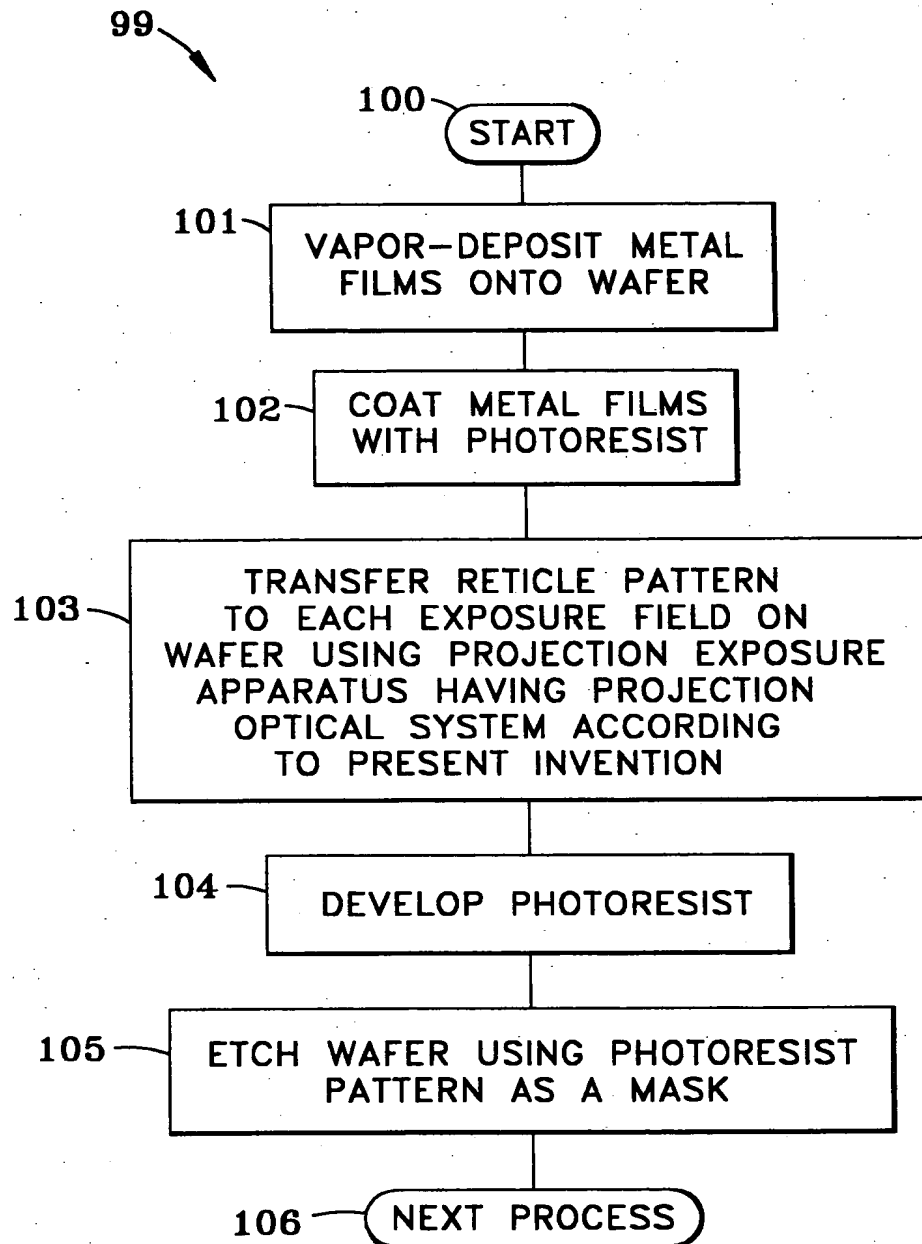 99
100
START
101
VAPOR-DEPOSIT METAL
FILMS ONTO WAFER
102
COAT METAL FILMS
WITH PHOTORESIST
103
TRANSFER RETICLE PATTERN
TO EACH EXPOSURE FIELD ON
WAFER USING PROJECTION EXPOSURE
APPARATUS HAVING PROJECTION
OPTICAL SYSTEM ACCORDING
TO PRESENT INVENTION
104
DEVELOP PHOTORESIST
105
ETCH WAFER USING PHOTORESIST
PATTERN AS A MASK
106
NEXT PROCESS